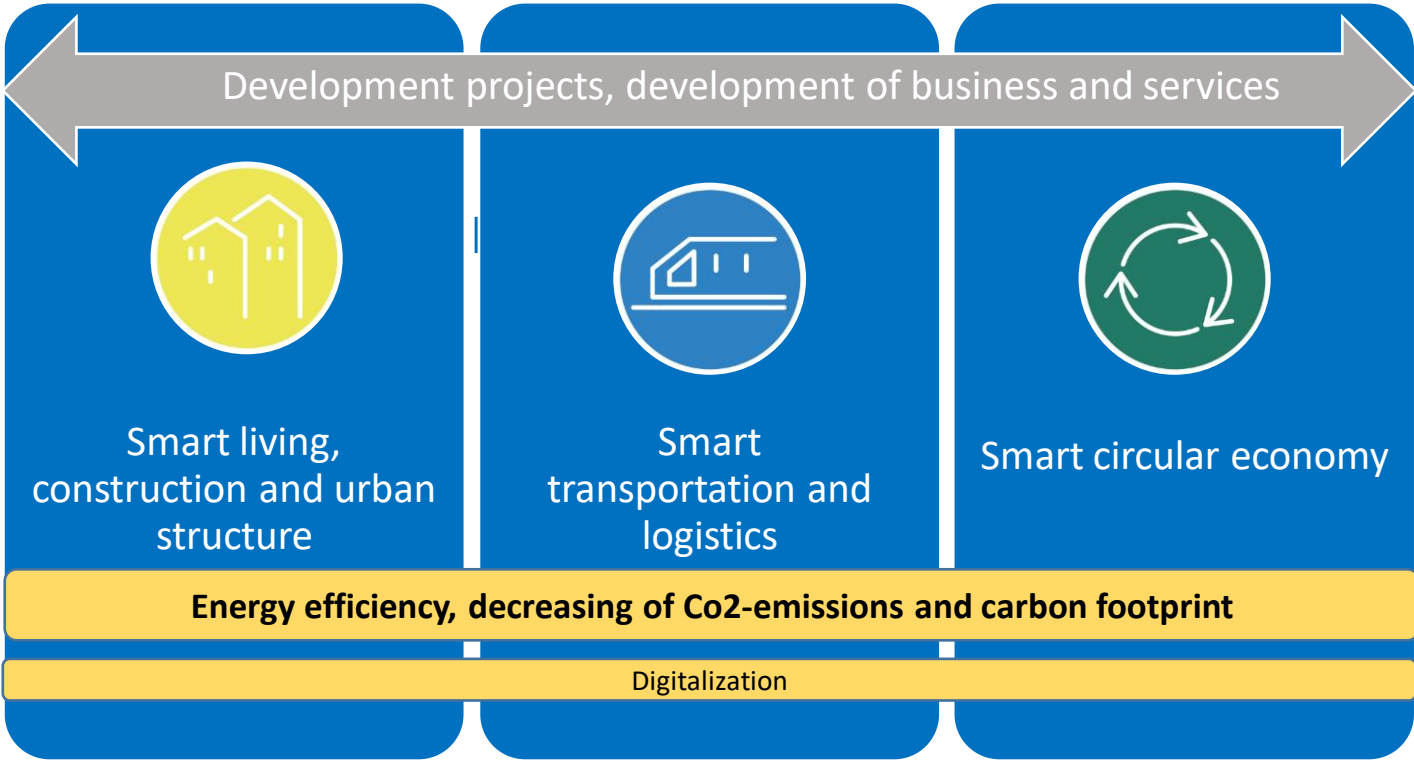 Development projects, development of business and services
Smart living,
construction and urban
structure
Smart
transportation and
logistics
Smart circular economy
Energy efficiency, decreasing of Co2-emissions and carbon footprint
Digitalization